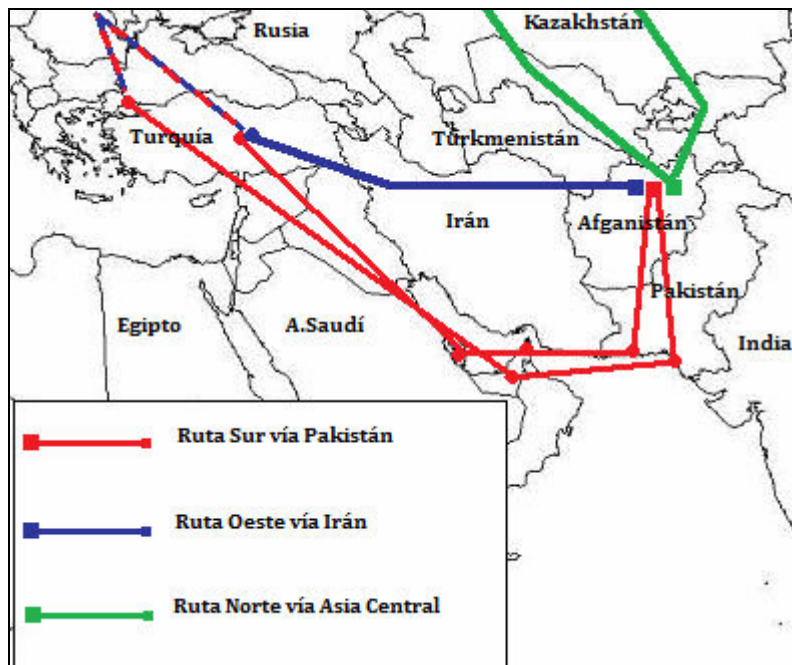 Rusia
Kazakhstán
Turquía
Túrkmenistán
Irán
Afganistán
Pakistán
Egipto
A.Saudí
India
Ruta Sur vía Pakistán
Ruta Oeste vía Irán
Ruta Norte vía Asia Central